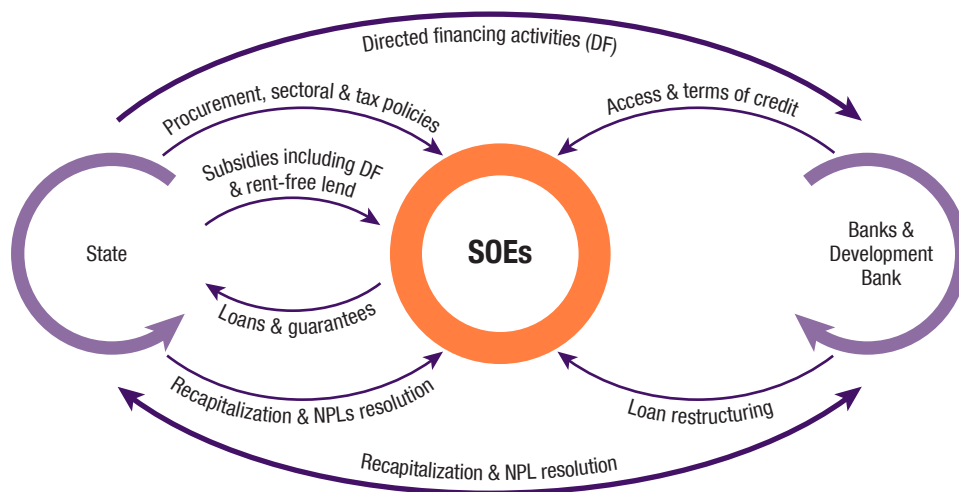 Directed financing activities (DF)
Procurement, sectoral & tax policies
Access & terms of credit
Subsidies including DF
& rent-free lend
State
SOEs
Banks &
Development
Bank
Loans & guarantees
Recapitalization & NPLs resolution
Loan restructuring
Recapitalization & NPL resolution